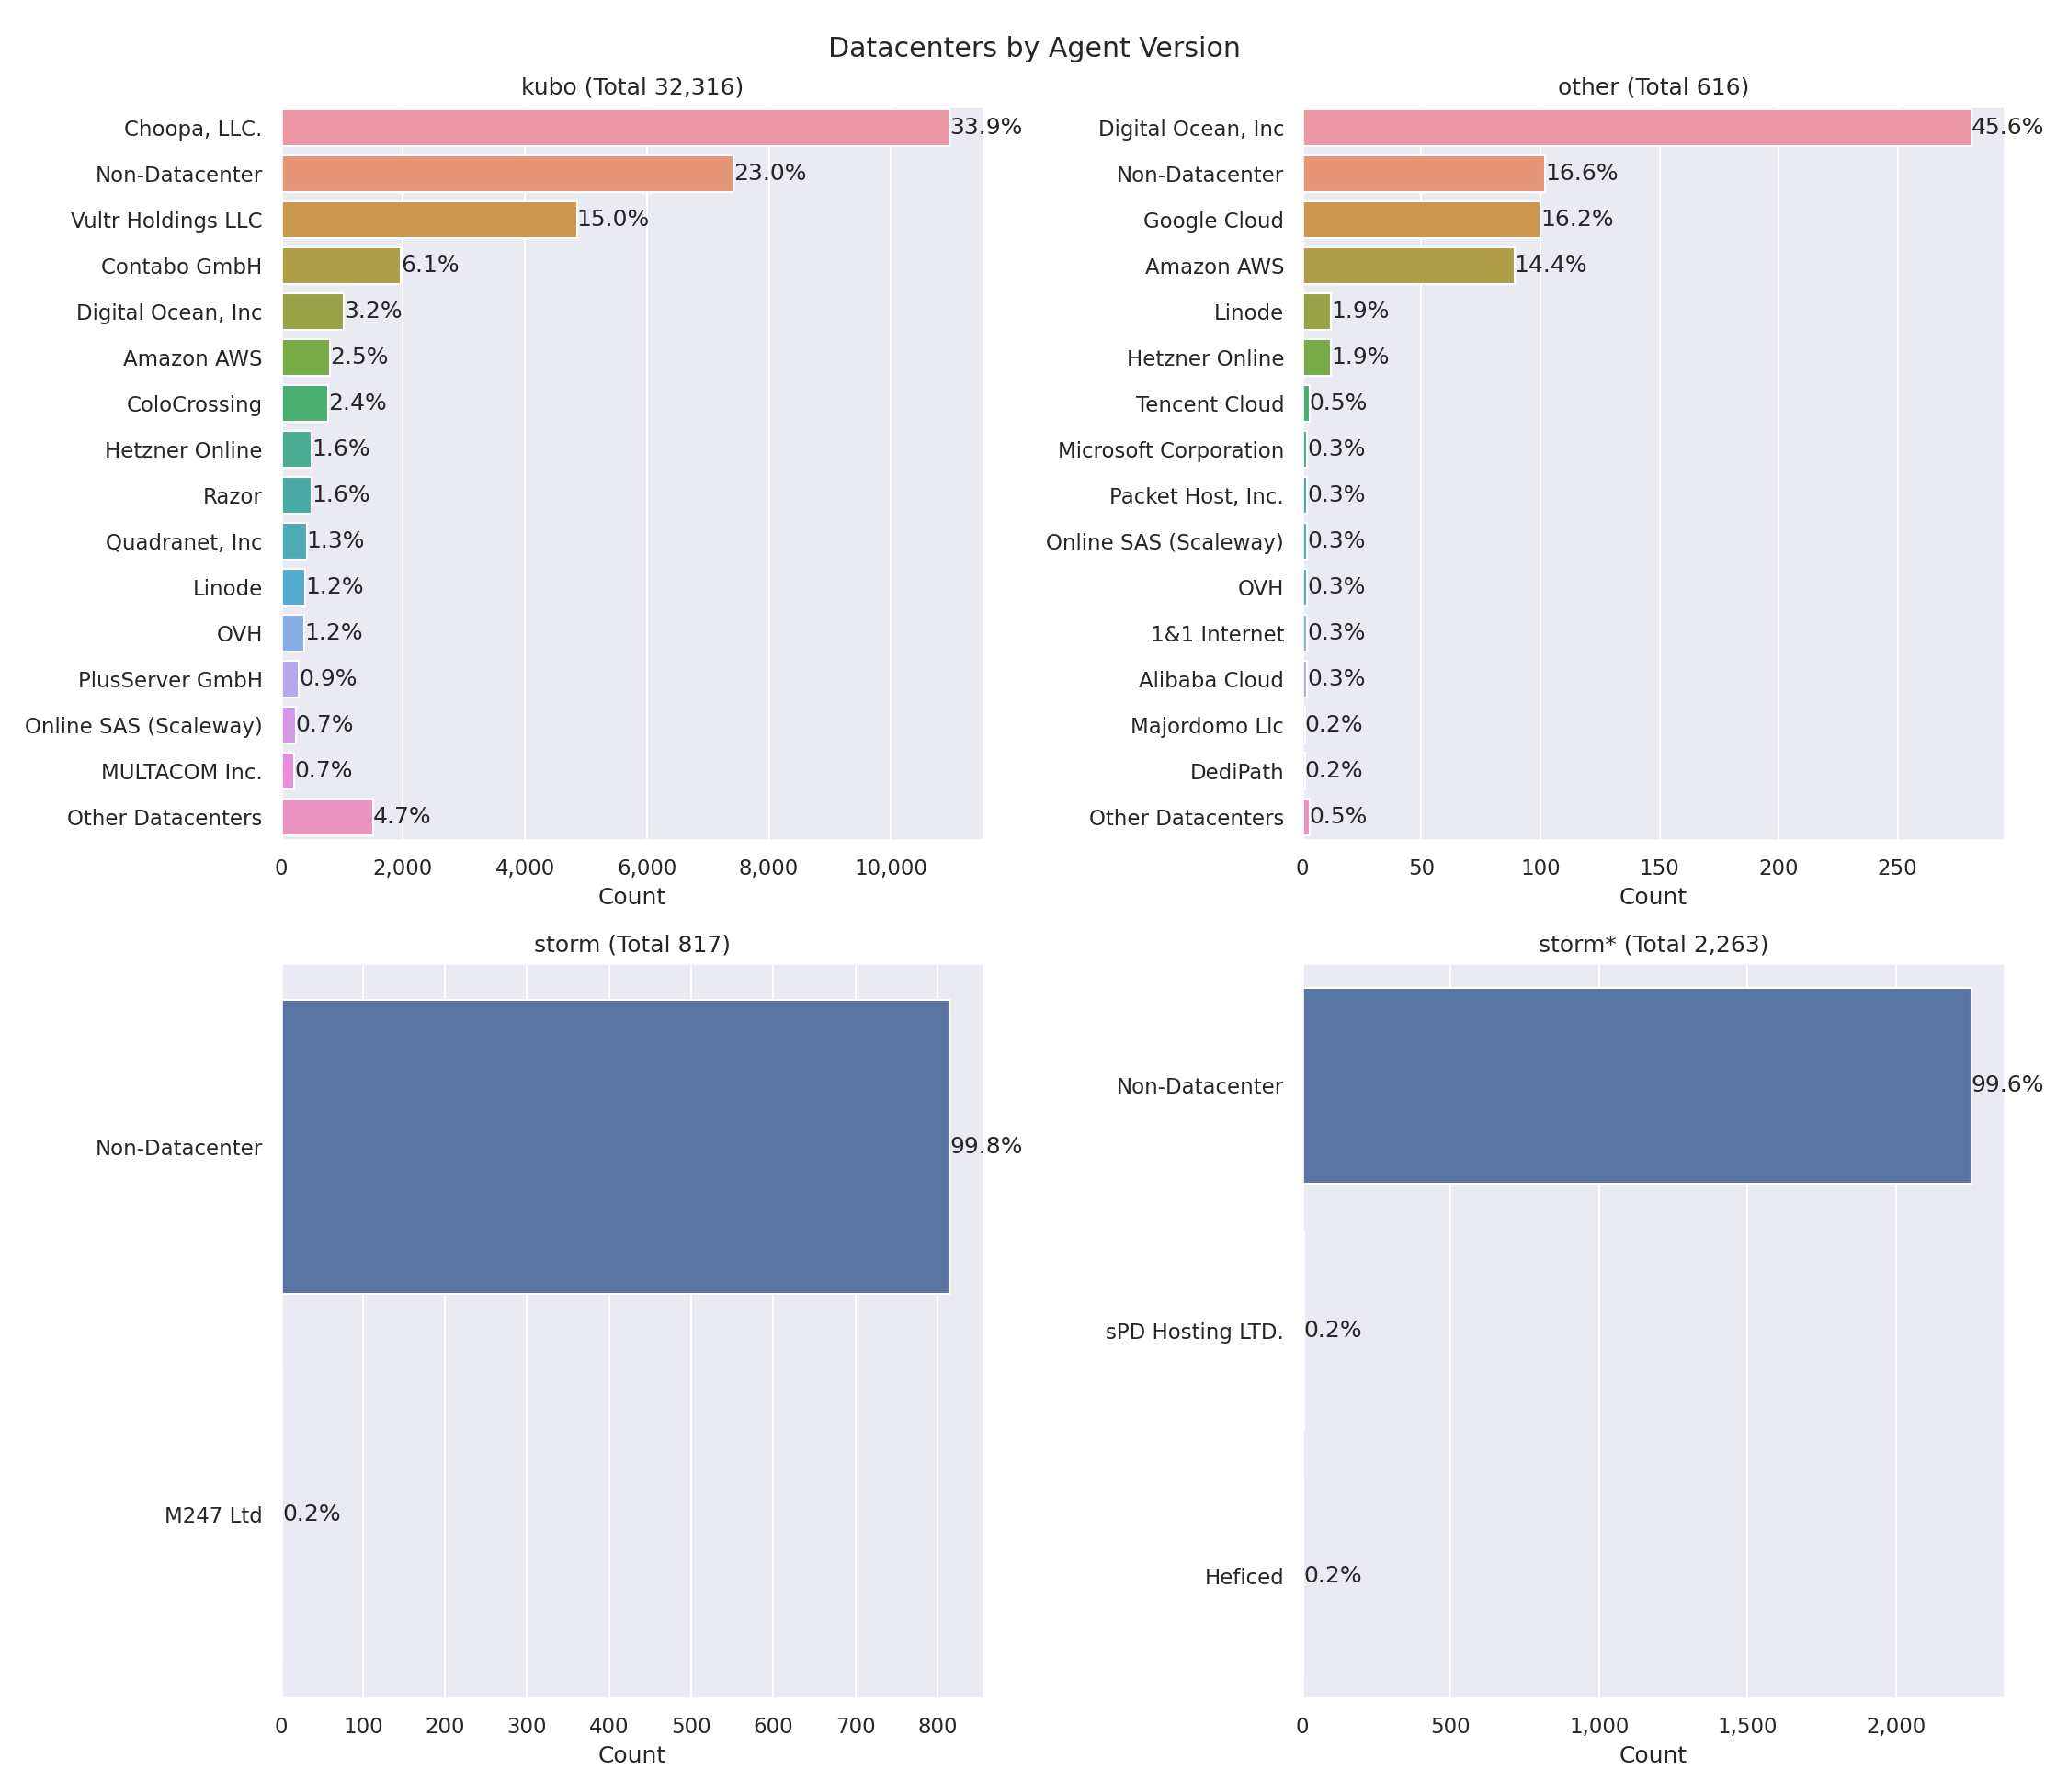 Datacenters by Agent Version
kubo (Total 32,316)
Choopa, LLC. 33.9%
Non-Datacenter 23.0%
Vultr Holdings LLC 15.0%
Contabo GmbH 6.1%
Digital Ocean, Inc 3.2%
Amazon AWS 2.5%
ColoCrossing 2.4%
Hetzner Online 1.6%
Razor 1.6%
Quadranet, Inc 1.3%
Linode 1.2%
OVH 1.2%
PlusServer GmbH 0.9%
Online SAS (Scaleway) 0.7%
MULTACOM Inc. 0.7%
Other Datacenters 4.7%
0 2,000 4,000 6,000 8,000 10,000
Count
other (Total 616)
Digital Ocean, Inc 45.6%
Non-Datacenter 16.6%
Google Cloud 16.2%
Amazon AWS 14.4%
Linode 1.9%
Hetzner Online 1.9%
Tencent Cloud 0.5%
Microsoft Corporation 0.3%
Packet Host, Inc. 0.3%
Online SAS (Scaleway) 0.3%
OVH 0.3%
1&1 Internet 0.3%
Alibaba Cloud 0.3%
Majordomo Llc 0.2%
DediPath 0.2%
Other Datacenters 0.5%
0 50 100 150 200 250
Count
storm (Total 817)
Non-Datacenter 99.8%
M247 Ltd 0.2%
0 100 200 300 400 500 600 700 800
Count
storm* (Total 2,263)
Non-Datacenter 99.6%
sPD Hosting LTD. 0.2%
Heficed 0.2%
0 500 1,000 1,500 2,000
Count